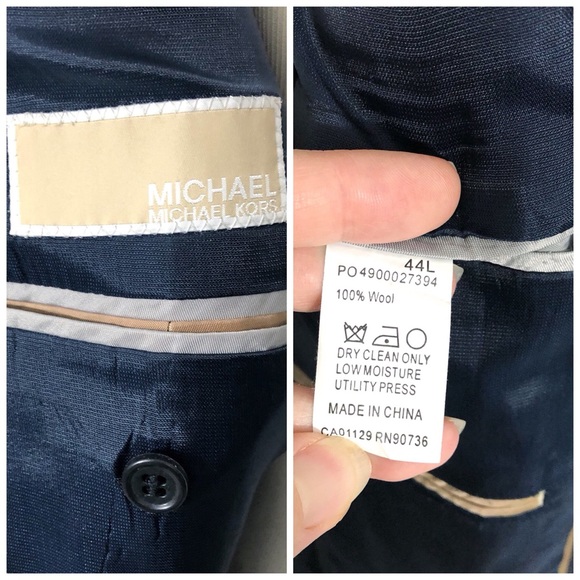 MICHAEL
MICHAEL KORS
44L
PO4900027394
100% Wool
DRY CLEAN ONLY
LOW MOISTURE
UTILITY PRESS
MADE IN CHINA
CA01129 RN90736